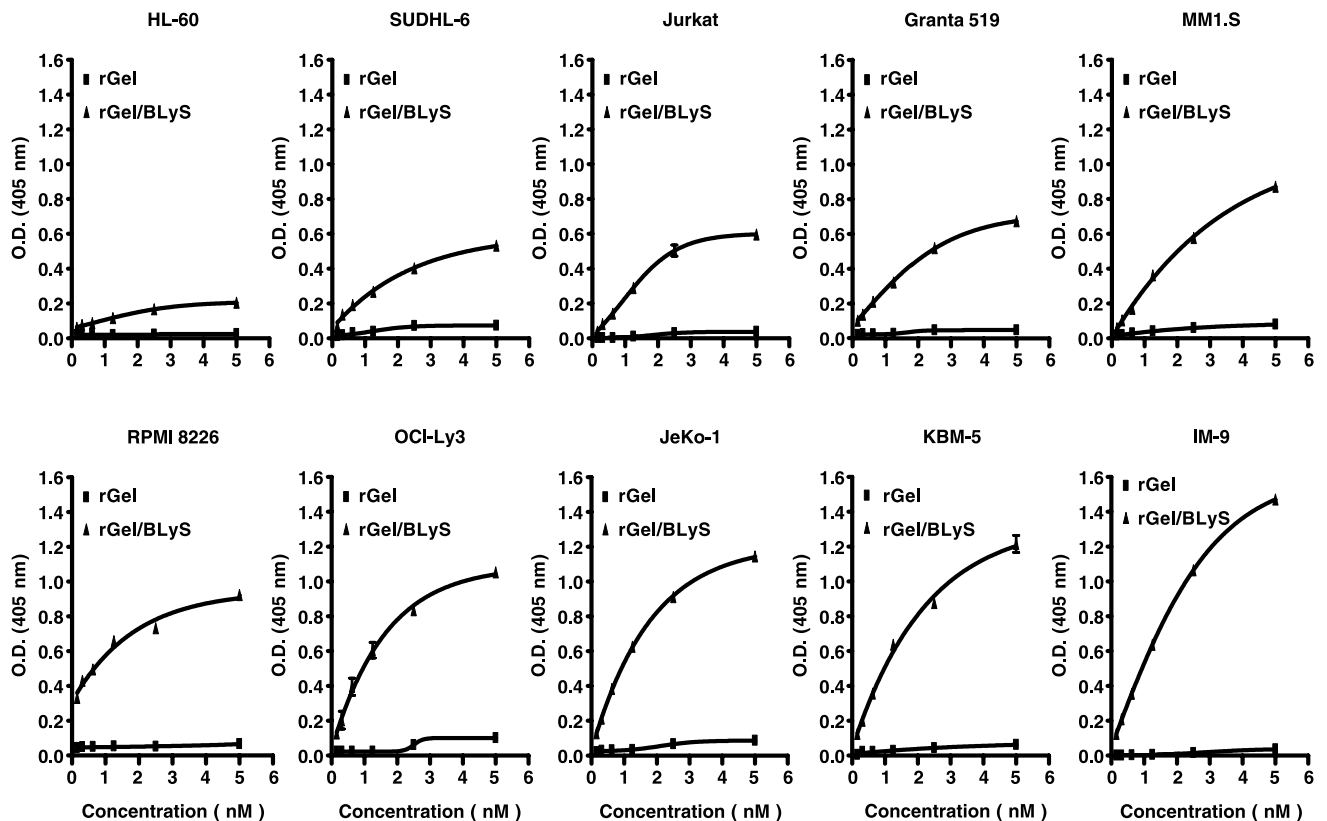 HL-60 SUDHL-6 Jurkat Granta 519 MM1.S
1.6 1.6 1.6 1.6 1.6
rGel rGel rGel rGel rGel
1.4 1.4 1.4 1.4 1.4
rGel/BLyS rGel/BLyS rGel/BLyS rGel/BLyS rGel/BLyS
1.2 1.2 1.2 1.2 1.2
1.0 1.0 1.0 1.0 1.0
O.D. (405 nm) O.D. (405 nm) O.D. (405 nm) O.D. (405 nm) O.D. (405 nm)
0.8 0.8 0.8 0.8 0.8
0.6 0.6 0.6 0.6 0.6
0.4 0.4 0.4 0.4 0.4
0.2 0.2 0.2 0.2 0.2
0.0 0.0 0.0 0.0 0.0
0 1 2 3 4 5 6 0 1 2 3 4 5 6 0 1 2 3 4 5 6 0 1 2 3 4 5 6 0 1 2 3 4 5 6
RPMI 8226 OCI-Ly3 JeKo-1 KBM-5 IM-9
1.6 1.6 1.6 1.6 1.6
rGel rGel rGel rGel rGel
1.4 1.4 1.4 1.4 1.4
rGel/BLyS rGel/BLyS rGel/BLyS rGel/BLyS rGel/BLyS
1.2 1.2 1.2 1.2 1.2
1.0 1.0 1.0 1.0 1.0
O.D. (405 nm) O.D. (405 nm) O.D. (405 nm) O.D. (405 nm) O.D. (405 nm)
0.8 0.8 0.8 0.8 0.8
0.6 0.6 0.6 0.6 0.6
0.4 0.4 0.4 0.4 0.4
0.2 0.2 0.2 0.2 0.2
0.0 0.0 0.0 0.0 0.0
0 1 2 3 4 5 6 0 1 2 3 4 5 6 0 1 2 3 4 5 6 0 1 2 3 4 5 6 0 1 2 3 4 5 6
Concentration ( nM ) Concentration ( nM ) Concentration ( nM ) Concentration ( nM ) Concentration ( nM )